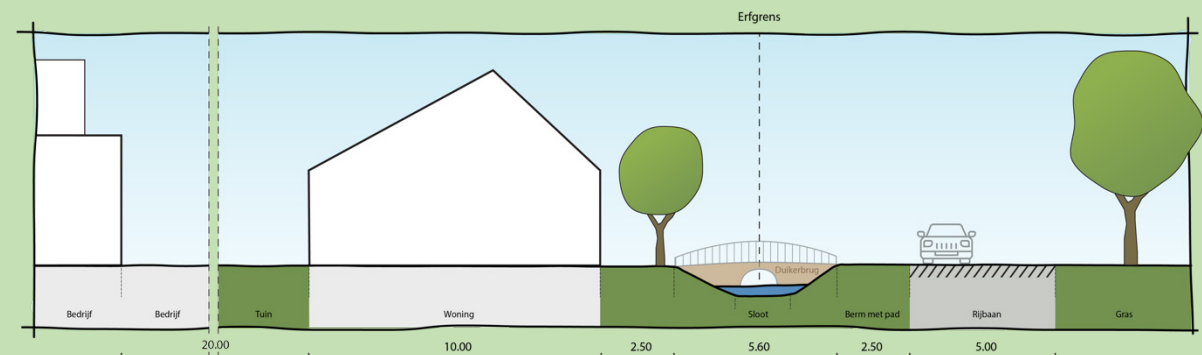 Erfgrens
Duikerbrug
Bedrijf
Bedrijf
Tuin
Woning
Sloot
Berm met pad
Rijbaan
Gras
20.00
10.00
2.50
5.60
2.50
5.00